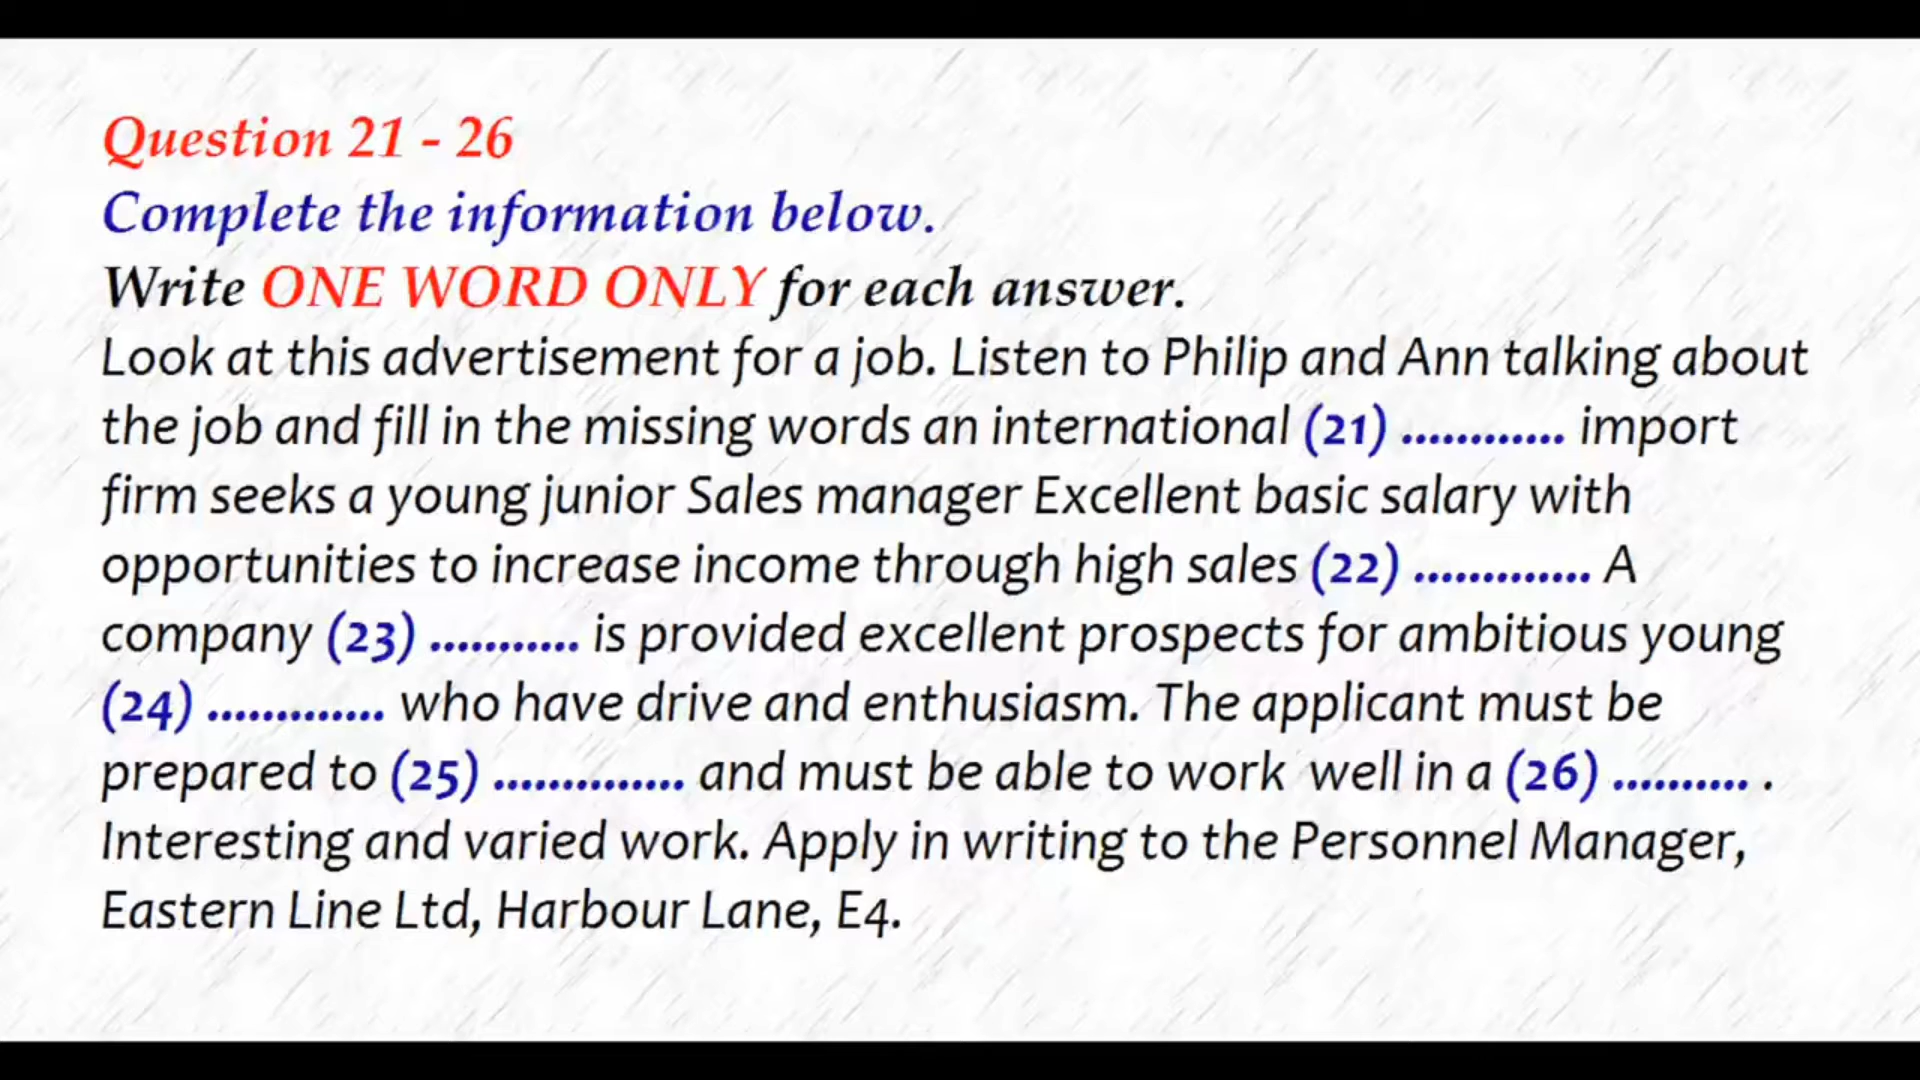 Question 21 - 26
Complete the information below.
Write ONE WORD ONLY for each answer.
Look at this advertisement for a job. Listen to Philip and Ann talking about
the job and fill in the missing words an international (21) ............ import
firm seeks a young junior Sales manager Excellent basic salary with
opportunities to increase income through high sales (22) ............. A
company (23) ........... is provided excellent prospects for ambitious young
(24) ............. who have drive and enthusiasm. The applicant must be
prepared to (25) .............. and must be able to work well in a (26) .......... .
Interesting and varied work. Apply in writing to the Personnel Manager,
Eastern Line Ltd, Harbour Lane, E4.